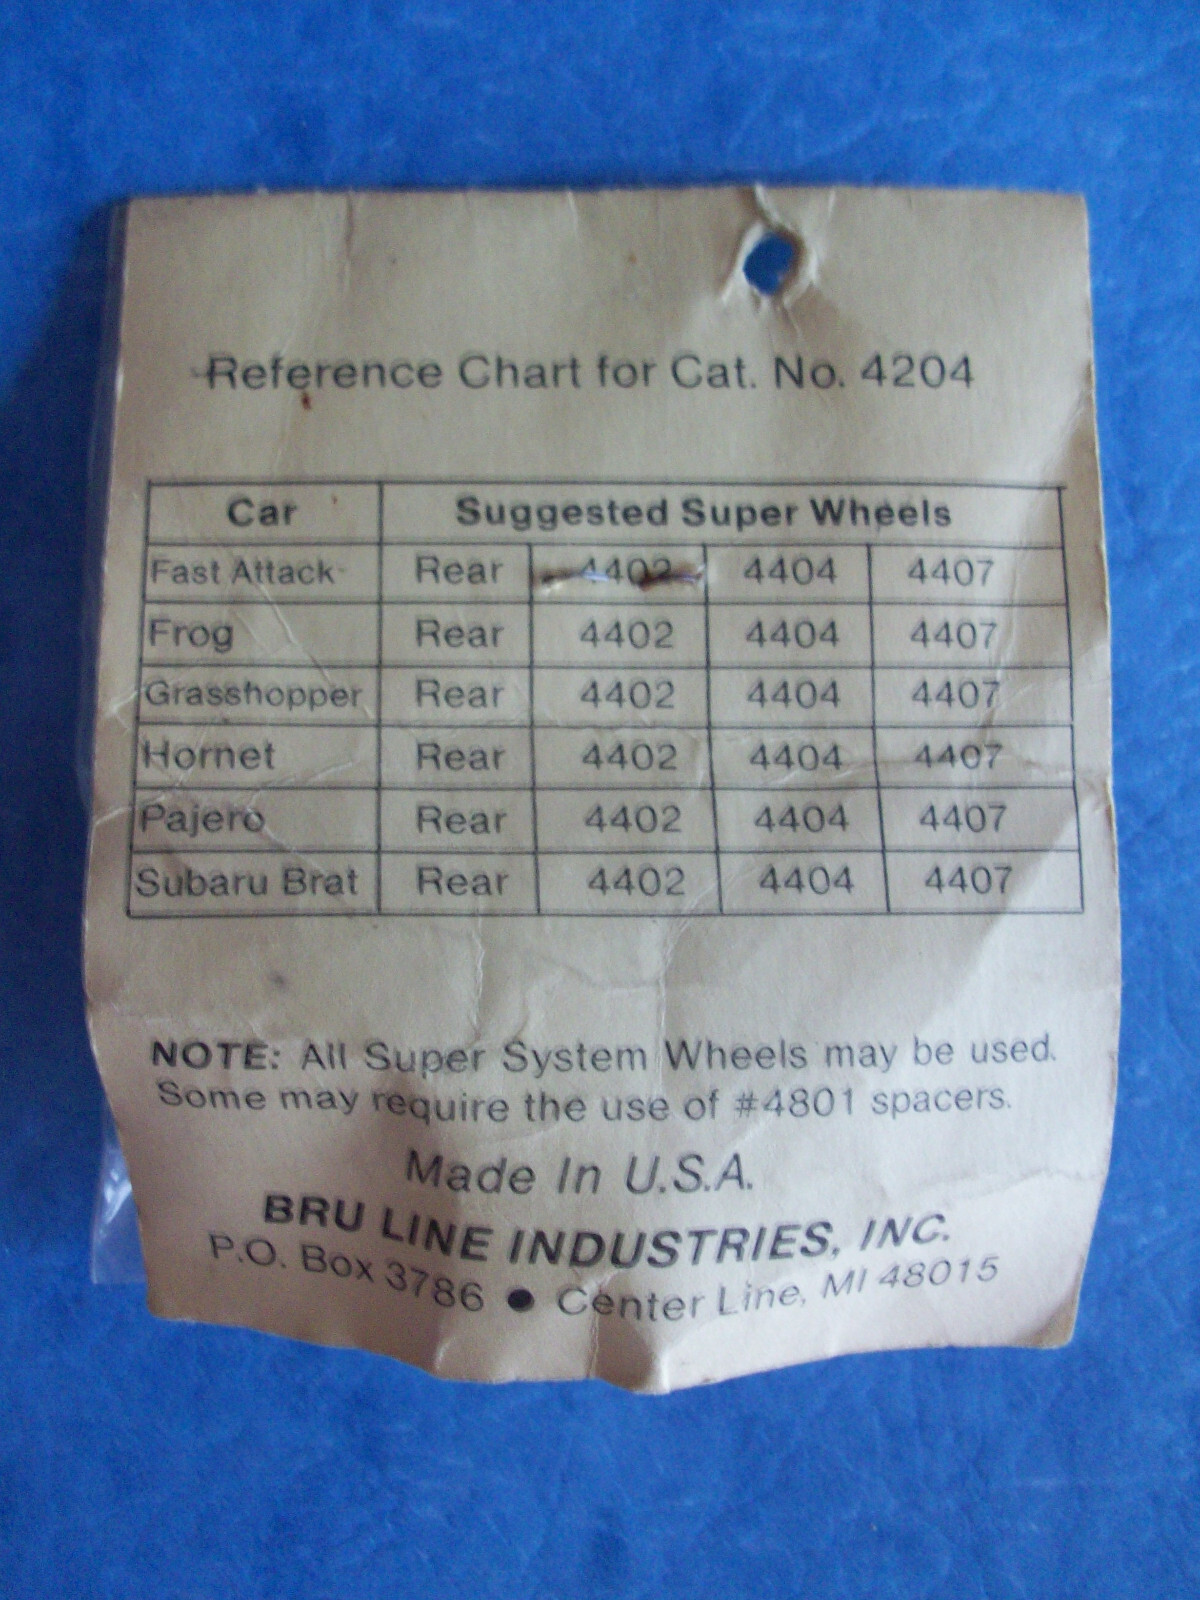 Reference Chart for Cat. No. 4204
Car Suggested Super Wheels
Fast Attack Rear 4402 4404 4407
Frog Rear 4402 4404 4407
Grasshopper Rear 4402 4404 4407
Hornet Rear 4402 4404 4407
Pajero Rear 4402 4404 4407
Subaru Brat Rear 4402 4404 4407
NOTE: All Super System Wheels may be used.
Some may require the use of #4801 spacers.
Made In U.S.A.
BRU LINE INDUSTRIES, INC.
P.O. Box 3786 ● Center Line, MI 48015